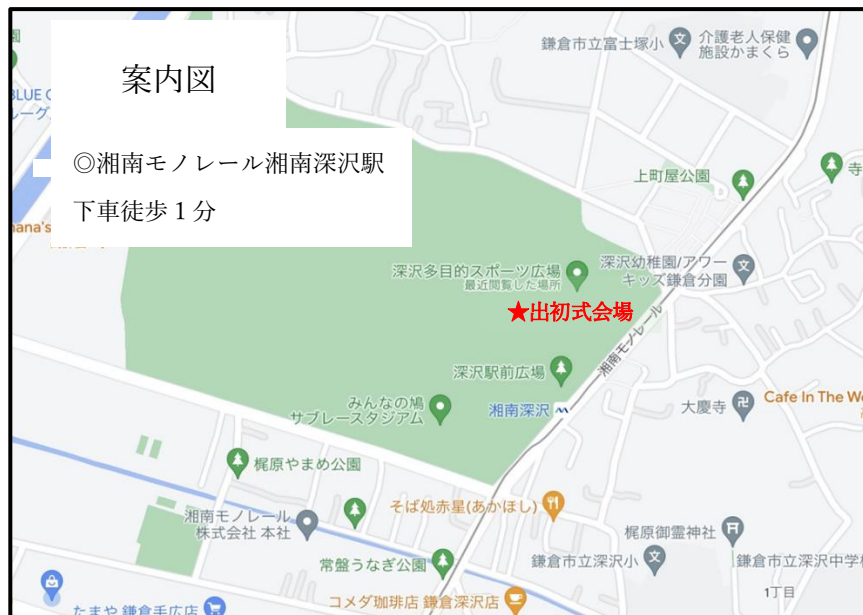 案内図
◎湘南モノレール湘南深沢駅
下車徒歩１分
園
BLUE
ーグ
ana's
鎌倉市立富士塚小
介護老人保健
施設かまくら
上町屋公園
寺
深沢多目的スポーツ広場
最近閲覧した場所
深沢幼稚園/アワー
キッズ鎌倉分園
★出初式会場
湘南モノレール
深沢駅前広場
みんなの鳩
サブレースタジアム
湘南深沢
大慶寺
Cafe In The Wo
梶原やまめ公園
そば処赤星(あかほし)
湘南モノレール
株式会社 本社
梶原御霊神社
常盤うなぎ公園
鎌倉市立深沢小
鎌倉市立深沢中学校
1丁目
たまや 鎌倉手広店
コメダ珈琲店 鎌倉深沢店